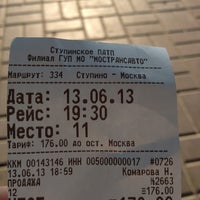 Ступинское ПАТП
Филиал ГУП МО "МОСТРАНСАВТО"
Маршрут: 334 Ступино - Москва
Дата: 13.06.13
Рейс: 19:30
Место: 11
Тариф: 176.00 до ост. Москва
ККМ 00143146 ИНН 005000000017 #0726
13.06.13 18:59 Комарова Н.
ПРОДАЖА №2663
12 =176.00